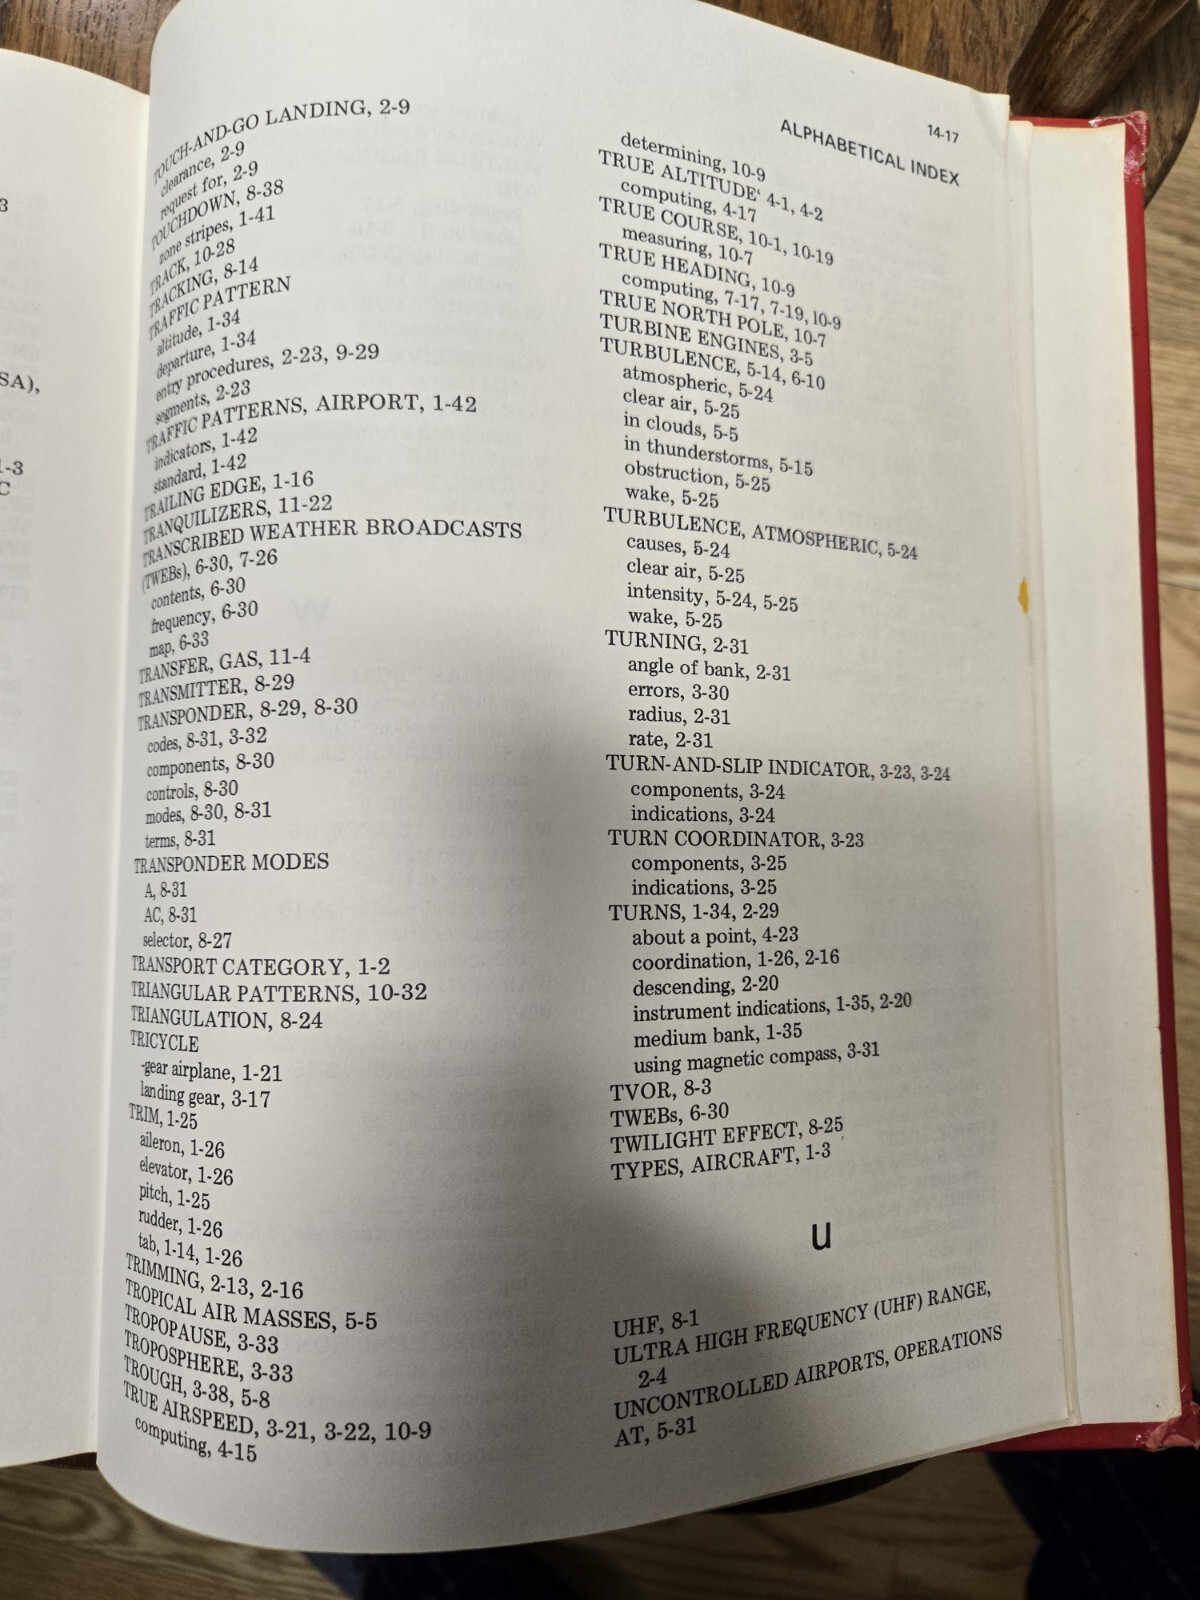 3
SA),
1-3
C
14-17
ALPHABETICAL INDEX
TOUCH-AND-GO LANDING, 2-9
clearance, 2-9
request for, 2-9
TOUCHDOWN, 8-38
zone stripes, 1-41
TRACK, 10-28
TRACKING, 8-14
TRAFFIC PATTERN
altitude, 1-34
departure, 1-34
entry procedures, 2-23, 9-29
segments, 2-23
TRAFFIC PATTERNS, AIRPORT, 1-42
indicators, 1-42
standard, 1-42
TRAILING EDGE, 1-16
TRANQUILIZERS, 11-22
TRANSCRIBED WEATHER BROADCASTS
(TWEBs), 6-30, 7-26
contents, 6-30
frequency, 6-30
map, 6-33
TRANSFER, GAS, 11-4
TRANSMITTER, 8-29
TRANSPONDER, 8-29, 8-30
codes, 8-31, 3-32
components, 8-30
controls, 8-30
modes, 8-30, 8-31
terms, 8-31
TRANSPONDER MODES
A, 8-31
AC, 8-31
selector, 8-27
TRANSPORT CATEGORY, 1-2
TRIANGULAR PATTERNS, 10-32
TRIANGULATION, 8-24
TRICYCLE
-gear airplane, 1-21
landing gear, 3-17
TRIM, 1-25
aileron, 1-26
elevator, 1-26
pitch, 1-25
rudder, 1-26
tab, 1-14, 1-26
TRIMMING, 2-13, 2-16
TROPICAL AIR MASSES, 5-5
TROPOPAUSE, 3-33
TROPOSPHERE, 3-33
TROUGH, 3-38, 5-8
TRUE AIRSPEED, 3-21, 3-22, 10-9
computing, 4-15
determining, 10-9
TRUE ALTITUDE‘ 4-1, 4-2
computing, 4-17
TRUE COURSE, 10-1, 10-19
measuring, 10-7
TRUE HEADING, 10-9
computing, 7-17, 7-19, 10-9
TRUE NORTH POLE, 10-7
TURBINE ENGINES, 3-5
TURBULENCE, 5-14, 6-10
atmospheric, 5-24
clear air, 5-25
in clouds, 5-5
in thunderstorms, 5-15
obstruction, 5-25
wake, 5-25
TURBULENCE, ATMOSPHERIC, 5-24
causes, 5-24
clear air, 5-25
intensity, 5-24, 5-25
wake, 5-25
TURNING, 2-31
angle of bank, 2-31
errors, 3-30
radius, 2-31
rate, 2-31
TURN-AND-SLIP INDICATOR, 3-23, 3-24
components, 3-24
indications, 3-24
TURN COORDINATOR, 3-23
components, 3-25
indications, 3-25
TURNS, 1-34, 2-29
about a point, 4-23
coordination, 1-26, 2-16
descending, 2-20
instrument indications, 1-35, 2-20
medium bank, 1-35
using magnetic compass, 3-31
TVOR, 8-3
TWEBs, 6-30
TWILIGHT EFFECT, 8-25
TYPES, AIRCRAFT, 1-3
U
UHF, 8-1
ULTRA HIGH FREQUENCY (UHF) RANGE,
2-4
UNCONTROLLED AIRPORTS, OPERATIONS
AT, 5-31